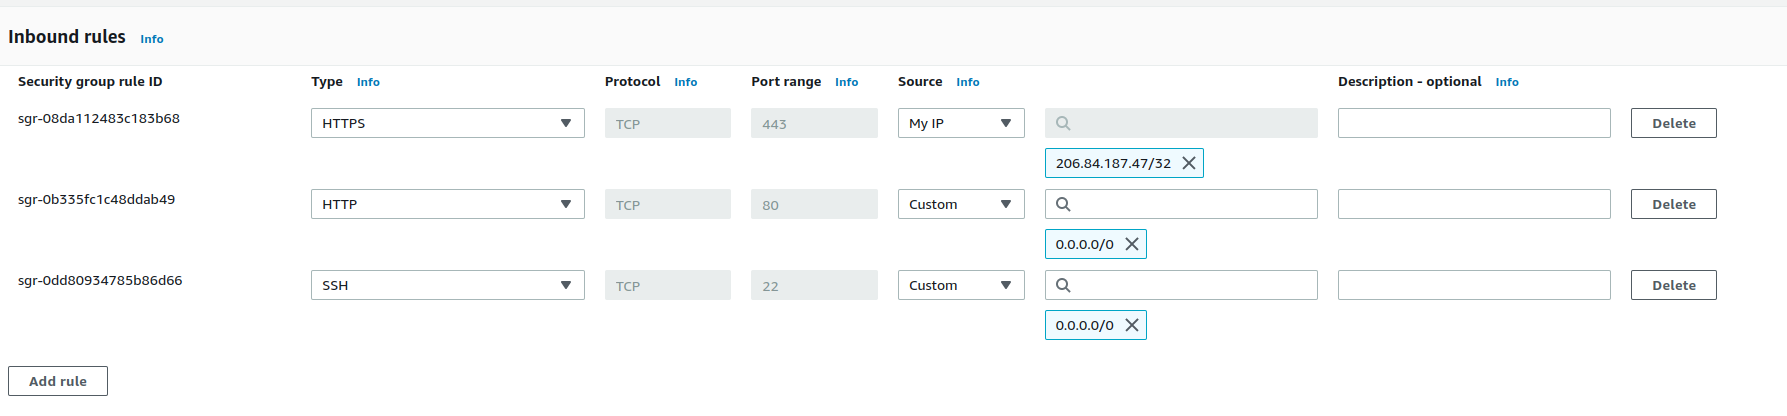 Inbound rules Info
Security group rule ID Type Info Protocol Info Port range Info Source Info Description - optional Info
sgr-08da112483c183b68 HTTPS TCP 443 My IP Delete
206.84.187.47/32
sgr-0b335fc1c48ddab49 HTTP TCP 80 Custom Delete
0.0.0.0/0
sgr-0dd80934785b86d66 SSH TCP 22 Custom Delete
0.0.0.0/0
Add rule